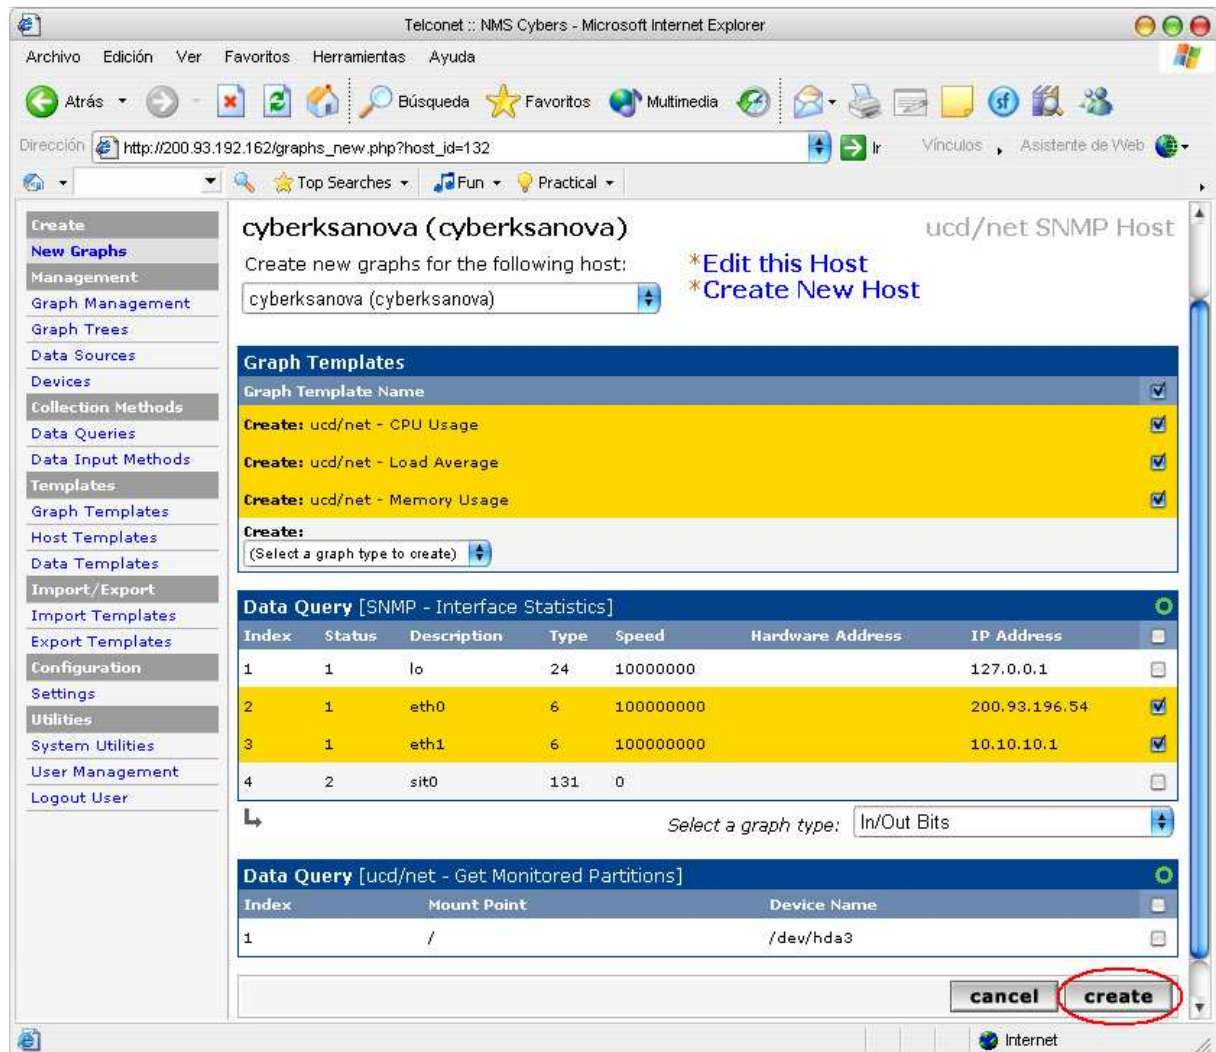 Telconet :: NMS Cybers - Microsoft Internet Explorer
Archivo Edición Ver Favoritos Herramientas Ayuda
Atrás Búsqueda Favoritos Multimedia sf
Dirección http://200.93.192.162/graphs_new.php?host_id=132 Ir Vínculos Asistente de Web
Top Searches Fun Practical
Create
New Graphs
Management
Graph Management
Graph Trees
Data Sources
Devices
Collection Methods
Data Queries
Data Input Methods
Templates
Graph Templates
Host Templates
Data Templates
Import/Export
Import Templates
Export Templates
Configuration
Settings
Utilities
System Utilities
User Management
Logout User
cyberksanova (cyberksanova) ucd/net SNMP Host
Create new graphs for the following host:
cyberksanova (cyberksanova)
*Edit this Host
*Create New Host
Graph Templates
Graph Template Name
Create: ucd/net - CPU Usage
Create: ucd/net - Load Average
Create: ucd/net - Memory Usage
Create:
(Select a graph type to create)
Data Query [SNMP - Interface Statistics]
Index Status Description Type Speed Hardware Address IP Address
1 1 lo 24 10000000 127.0.0.1
2 1 eth0 6 100000000 200.93.196.54
3 1 eth1 6 100000000 10.10.10.1
4 2 sit0 131 0
Select a graph type: In/Out Bits
Data Query [ucd/net - Get Monitored Partitions]
Index Mount Point Device Name
1 / /dev/hda3
cancel create
Internet